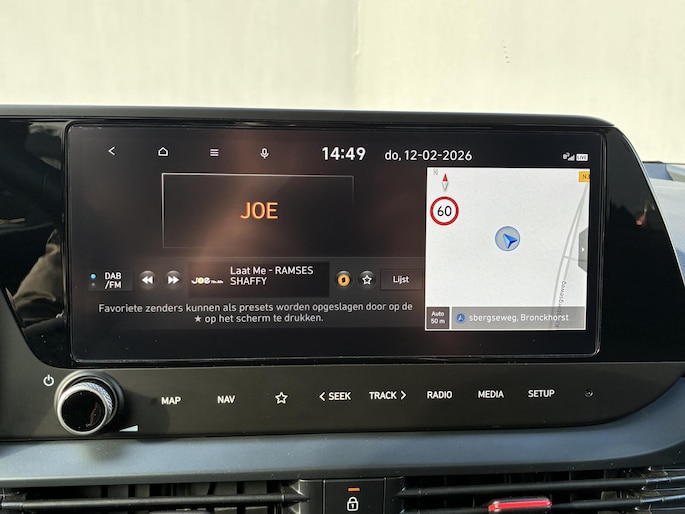 14:49 do, 12-02-2026
LIVE
N
60
JOE
DAB
/FM
JOE
Laat Me - RAMSES
SHAFFY
Lijst
Favoriete zenders kunnen als presets worden opgeslagen door op de
★ op het scherm te drukken.
Auto
50 m
sbergseweg, Bronckhorst
MAP NAV SEEK TRACK RADIO MEDIA SETUP